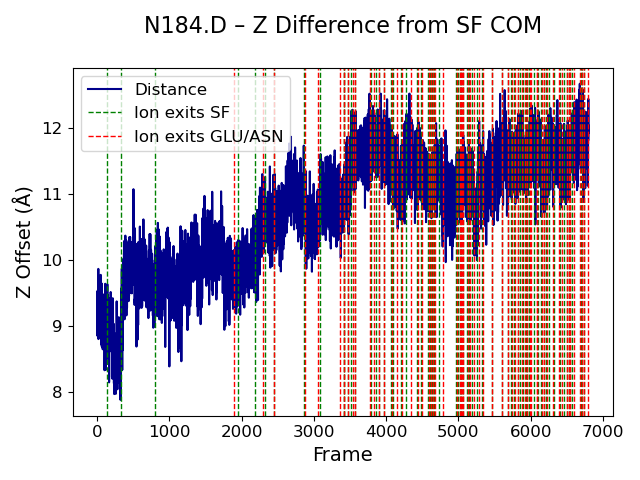 N184.D – Z Difference from SF COM
Distance
Ion exits SF
Ion exits GLU/ASN
Z Offset (Å)
12
11
10
9
8
0 1000 2000 3000 4000 5000 6000 7000
Frame